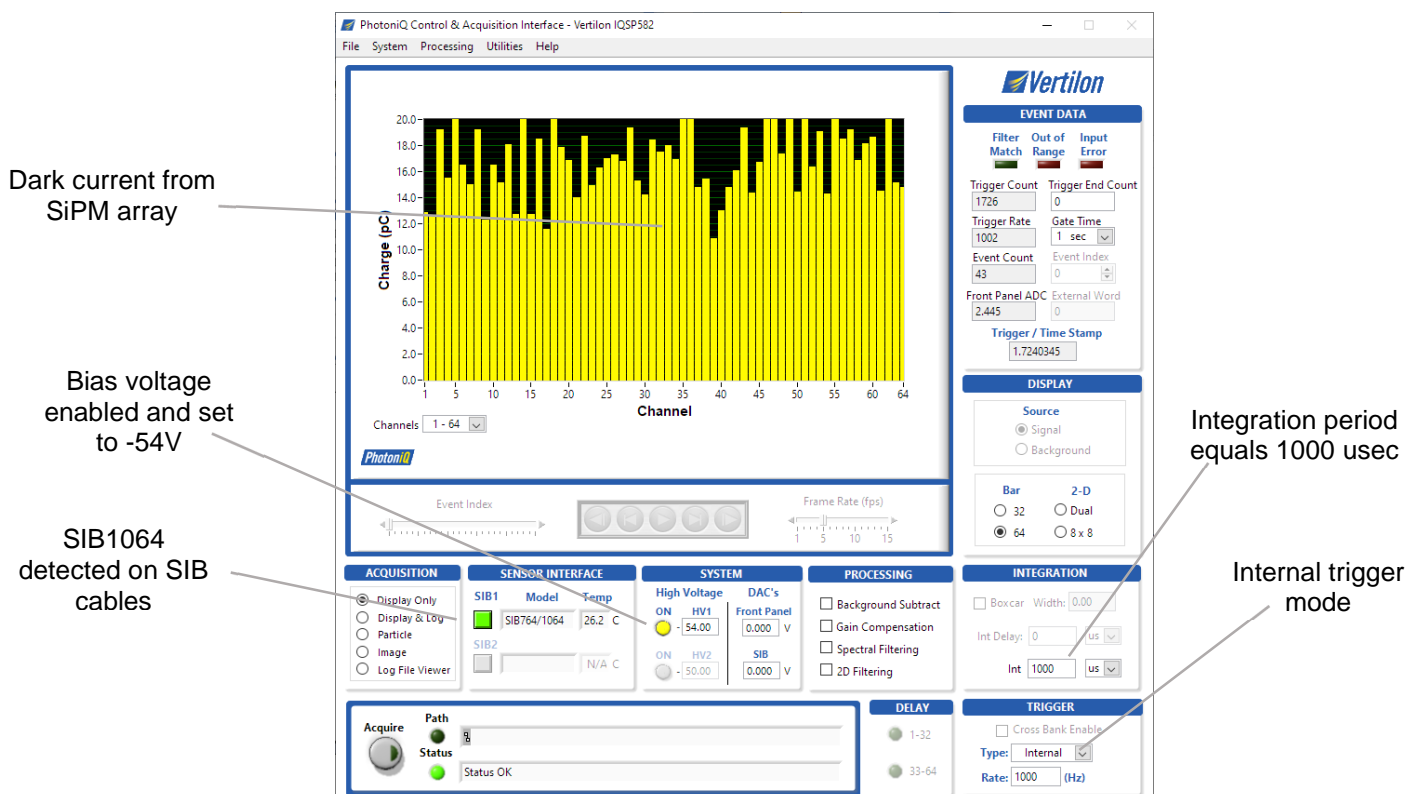 PhotoniQ Control & Acquisition Interface - Vertilon IQSP582
File System Processing Utilities Help
Dark current from
SiPM array
Bias voltage
enabled and set
to -54V
SIB1064
detected on SIB
cables
Charge (pC)
20.0
18.0
16.0
14.0
12.0
10.0
8.0
6.0
4.0
2.0
0.0
1 5 10 15 20 25 30 35 40 45 50 55 60 64
Channel
Channels 1 - 64
PhotoniQ
Event Index
Frame Rate (fps)
1 5 10 15
Vertilon
EVENT DATA
Filter Match Out of Range Input Error
Trigger Count Trigger End Count
1726 0
Trigger Rate Gate Time
1002 1 sec
Event Count Event Index
43 0
Front Panel ADC External Word
2.445 0
Trigger / Time Stamp
1.7240345
DISPLAY
Source
Signal
Background
Bar 2-D
32 Dual
64 8 x 8
Integration period
equals 1000 usec
Internal trigger
mode
ACQUISITION
Display Only
Display & Log
Particle
Image
Log File Viewer
SENSOR INTERFACE
SIB1 Model Temp
SIB764/1064 26.2 C
SIB2
N/A C
SYSTEM
High Voltage DAC's
ON HV1 Front Panel
- 54.00 0.000 V
ON HV2 SIB
- 50.00 0.000 V
PROCESSING
Background Subtract
Gain Compensation
Spectral Filtering
2D Filtering
INTEGRATION
Boxcar Width: 0.00
Int Delay: 0 us
Int 1000 us
Acquire
Path
Status
Status OK
DELAY
1-32
33-64
TRIGGER
Cross Bank Enable
Type: Internal
Rate: 1000 (Hz)